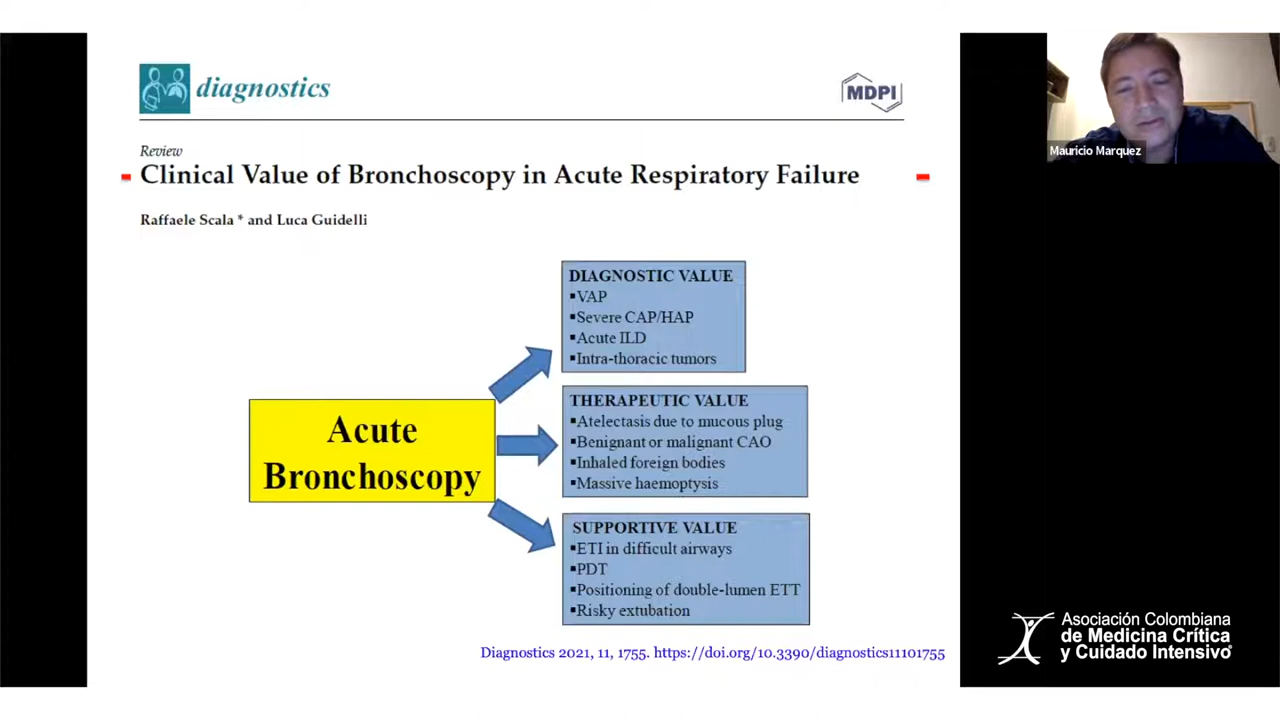 diagnostics
MDPI
Review
Clinical Value of Bronchoscopy in Acute Respiratory Failure
Raffaele Scala * and Luca Guidelli
Acute
Bronchoscopy
DIAGNOSTIC VALUE
▪VAP
▪Severe CAP/HAP
▪Acute ILD
▪Intra-thoracic tumors
THERAPEUTIC VALUE
▪Atelectasis due to mucous plug
▪Benignant or malignant CAO
▪Inhaled foreign bodies
▪Massive haemoptysis
SUPPORTIVE VALUE
▪ETI in difficult airways
▪PDT
▪Positioning of double-lumen ETT
▪Risky extubation
Diagnostics 2021, 11, 1755. https://doi.org/10.3390/diagnostics11101755
Mauricio Marquez
Asociación Colombiana
de Medicina Crítica
y Cuidado Intensivo